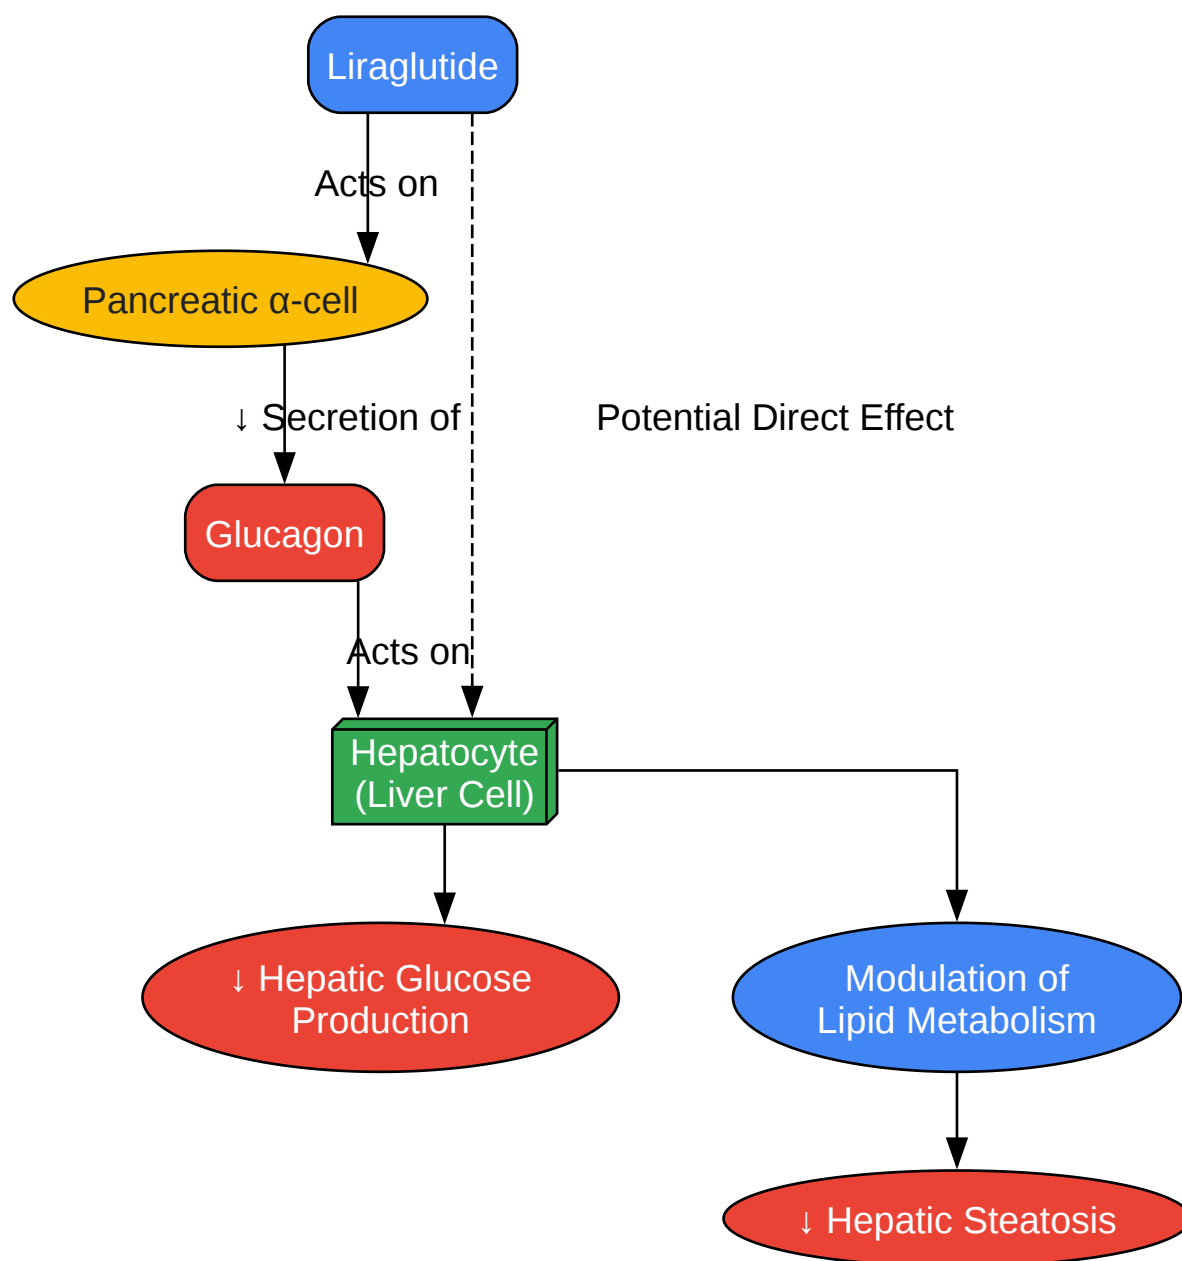 Liraglutide
Acts on
Pancreatic α-cell
↓ Secretion of
Potential Direct Effect
Glucagon
Acts on
Hepatocyte
(Liver Cell)
↓ Hepatic Glucose
Production
Modulation of
Lipid Metabolism
↓ Hepatic Steatosis